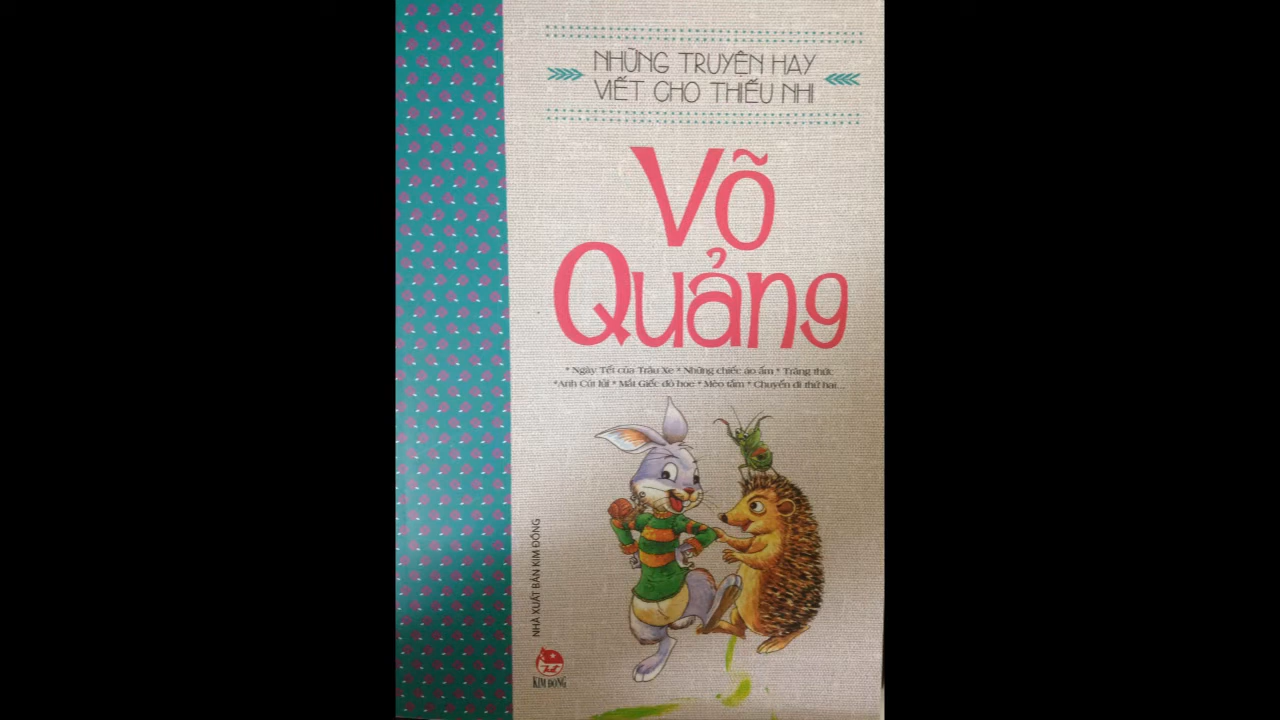 NHỮNG TRUYỆN HAY
VIẾT CHO THIẾU NHI
Võ
Quảng
* Ngày Tết của Trâu Xe * Những chiếc áo ấm * Trăng thức
* Anh Cút lủi * Mắt Giếc đỏ hoe * Mèo tắm * Chuyến đi thứ hai...
NHÀ XUẤT BẢN KIM ĐỒNG
KIM ĐỒNG